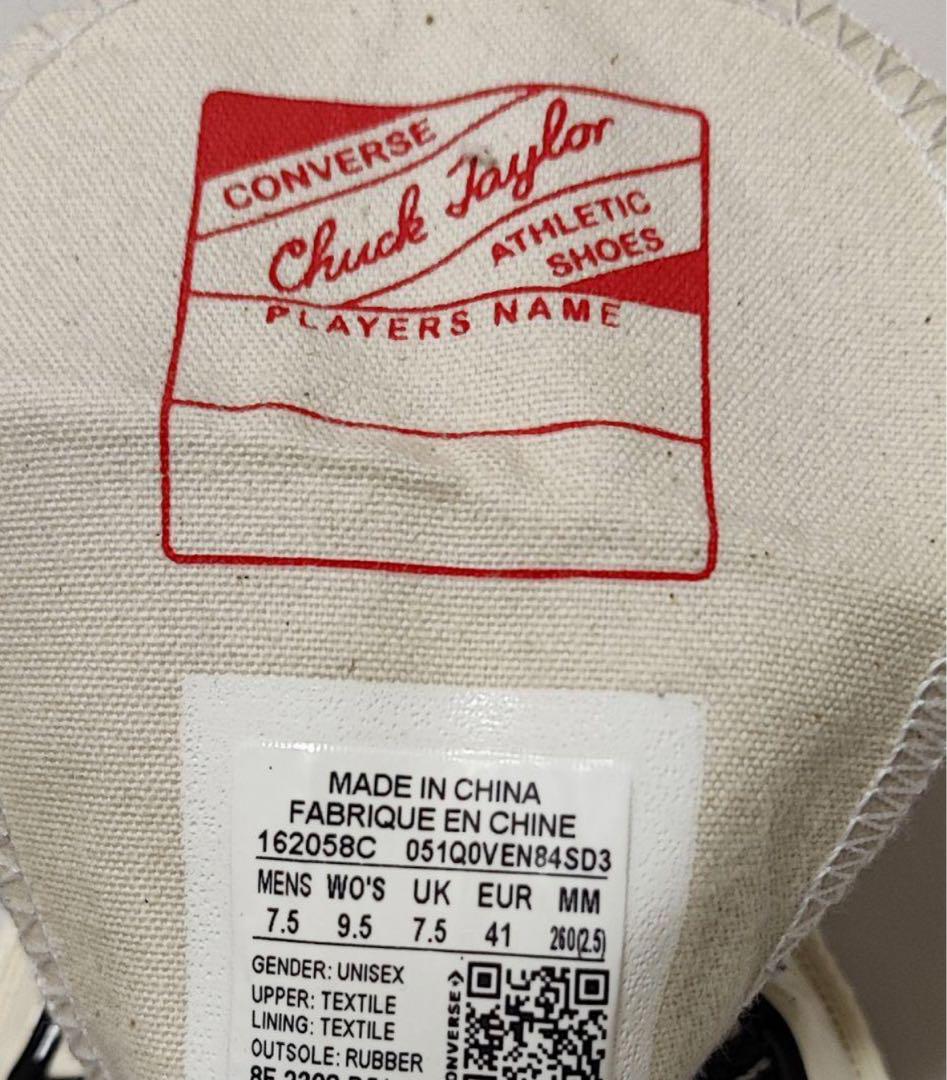 CONVERSE
Chuck Taylor
ATHLETIC
SHOES
PLAYERS NAME
MADE IN CHINA
FABRIQUE EN CHINE
162058C 051Q0VEN84SD3
MENS WO'S UK EUR MM
7.5 9.5 7.5 41 260(2.5)
GENDER: UNISEX
UPPER: TEXTILE
LINING: TEXTILE
OUTSOLE: RUBBER
CONVERSE